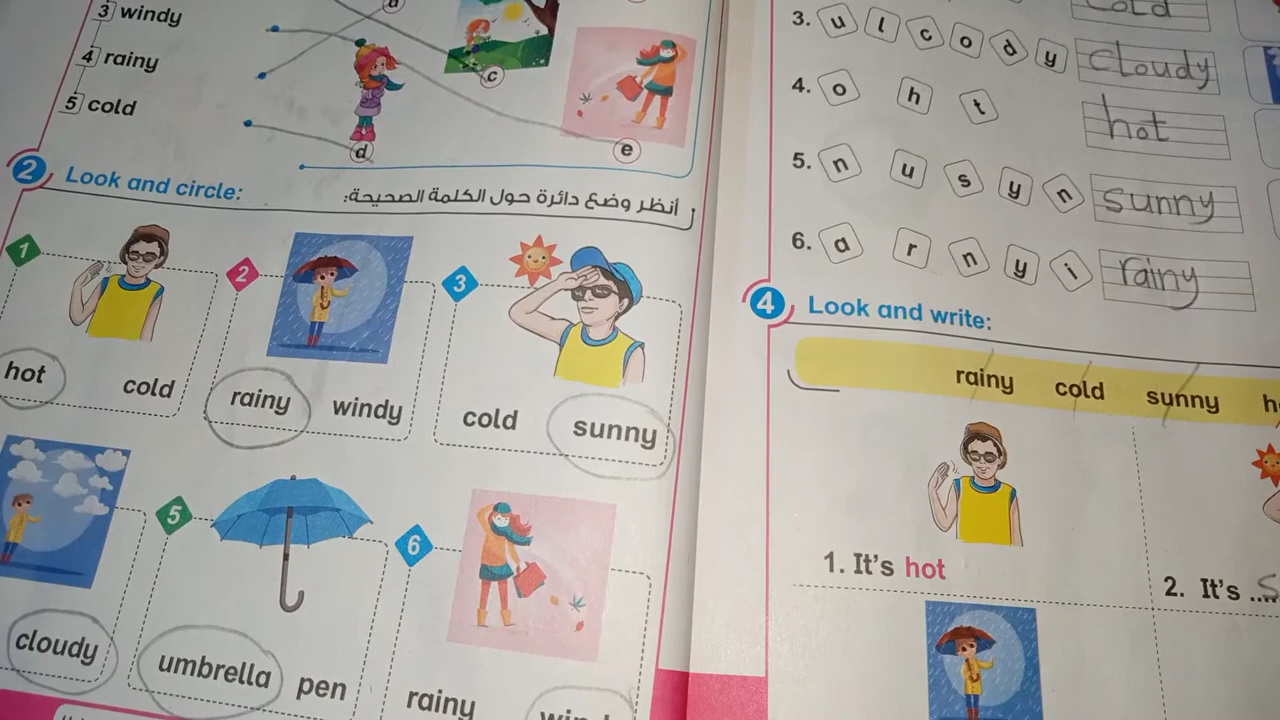 3 windy
4 rainy
5 cold
c
e
d
2 Look and circle:
أنظر وضع دائرة حول الكلمة الصحيحة:
1
2
3
hot cold
rainy windy
cold sunny
5
6
cloudy
umbrella pen
rainy
cold
3. u l c o d y cloudy
4. o h t hot
5. n u s y n sunny
6. a r n y i rainy
4 Look and write:
rainy cold sunny
1. It's hot
2. It's ....